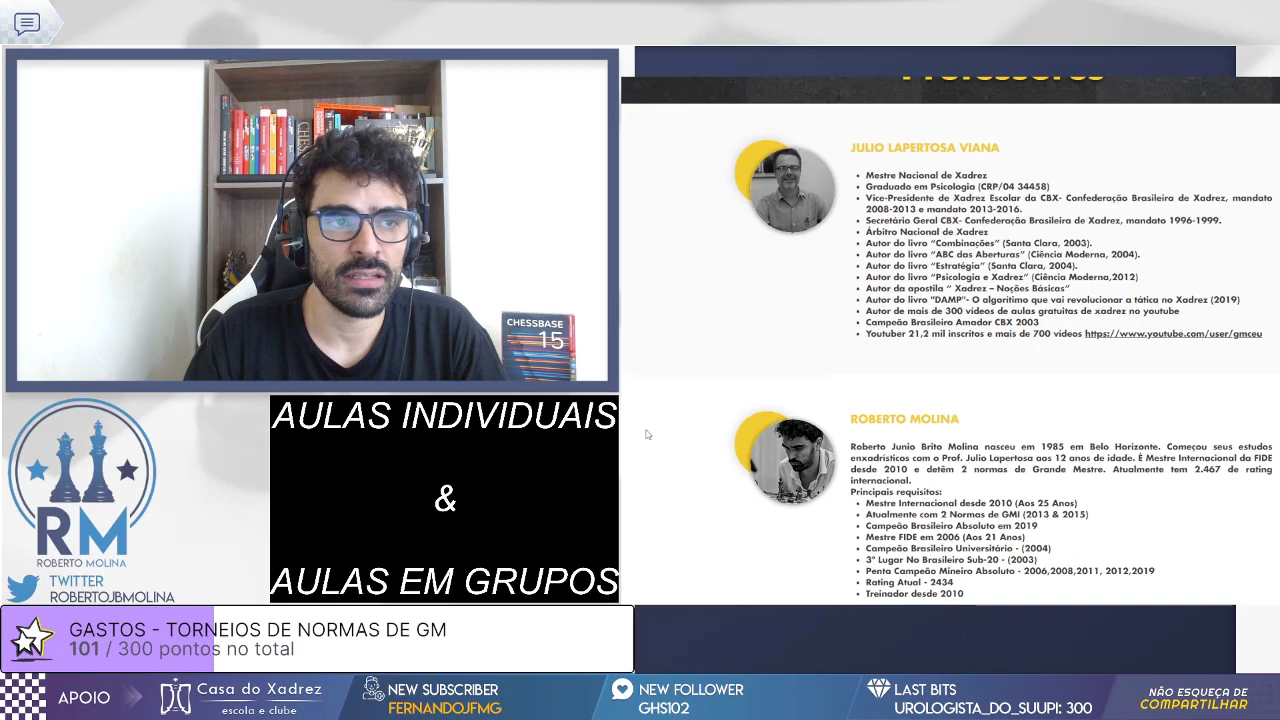 Professores
JULIO LAPERTOSA VIANA
• Mestre Nacional de Xadrez
• Graduado em Psicologia (CRP/04 34458)
• Vice-Presidente de Xadrez Escolar da CBX- Confederação Brasileira de Xadrez, mandato
2008-2013 e mandato 2013-2016.
• Secretário Geral CBX- Confederação Brasileira de Xadrez, mandato 1996-1999.
• Árbitro Nacional de Xadrez
• Autor do livro "Combinações" (Santa Clara, 2003).
• Autor do livro "ABC das Aberturas" (Ciência Moderna, 2004).
• Autor do livro "Estratégia" (Santa Clara, 2004).
• Autor do livro "Psicologia e Xadrez" (Ciência Moderna,2012)
• Autor da apostila " Xadrez – Noções Básicas"
• Autor do livro "DAMP"- O algorítimo que vai revolucionar a tática no Xadrez (2019)
• Autor de mais de 300 vídeos de aulas gratuitas de xadrez no youtube
• Campeão Brasileiro Amador CBX 2003
• Youtuber 21,2 mil inscritos e mais de 700 vídeos https://www.youtube.com/user/gmceu
CHESSBASE
15
ROBERTO MOLINA
Roberto Junio Brito Molina nasceu em 1985 em Belo Horizonte. Começou seus estudos
enxadrísticos com o Prof. Julio Lapertosa aos 12 anos de idade. É Mestre Internacional da FIDE
desde 2010 e detêm 2 normas de Grande Mestre. Atualmente tem 2.467 de rating
internacional.
Principais requisitos:
• Mestre Internacional desde 2010 (Aos 25 Anos)
• Atualmente com 2 Normas de GMI (2013 & 2015)
• Campeão Brasileiro Absoluto em 2019
• Mestre FIDE em 2006 (Aos 21 Anos)
• Campeão Brasileiro Universitário - (2004)
• 3º Lugar No Brasileiro Sub-20 - (2003)
• Penta Campeão Mineiro Absoluto - 2006,2008,2011, 2012,2019
• Rating Atual - 2434
• Treinador desde 2010
AULAS INDIVIDUAIS
&
AULAS EM GRUPOS
RM
ROBERTO MOLINA
TWITTER
ROBERTOJBMOLINA
GASTOS - TORNEIOS DE NORMAS DE GM
101 / 300 pontos no total
APOIO
Casa do Xadrez
escola e clube
NEW SUBSCRIBER
FERNANDOJFMG
NEW FOLLOWER
GHS102
LAST BITS
UROLOGISTA_DO_SUUPI: 300
NÃO ESQUEÇA DE
COMPARTILHAR